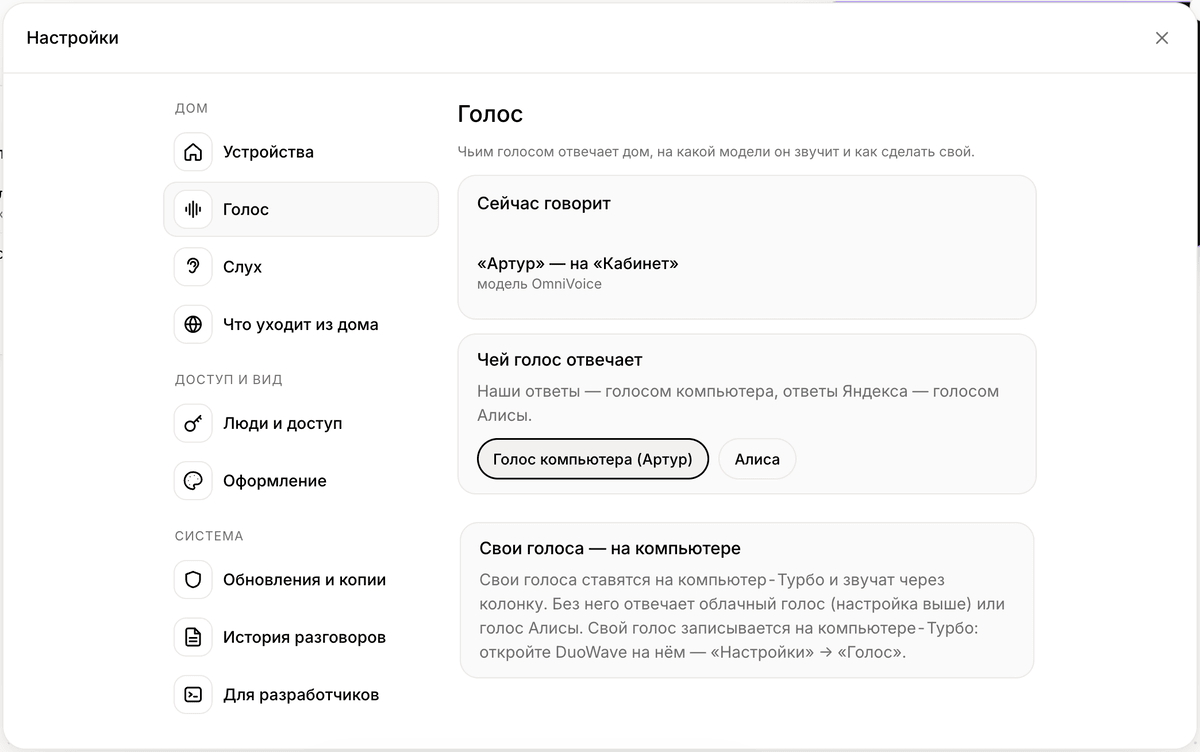 Настройки
ДОМ
Устройства
Голос
Слух
Что уходит из дома
ДОСТУП И ВИД
Люди и доступ
Оформление
СИСТЕМА
Обновления и копии
История разговоров
Для разработчиков
Голос
Чьим голосом отвечает дом, на какой модели он звучит и как сделать свой.
Сейчас говорит
«Артур» — на «Кабинет»
модель OmniVoice
Чей голос отвечает
Наши ответы — голосом компьютера, ответы Яндекса — голосом
Алисы.
Голос компьютера (Артур)
Алиса
Свои голоса — на компьютере
Свои голоса ставятся на компьютер-Турбо и звучат через
колонку. Без него отвечает облачный голос (настройка выше) или
голос Алисы. Свой голос записывается на компьютере-Турбо:
откройте DuoWave на нём — «Настройки» → «Голос».